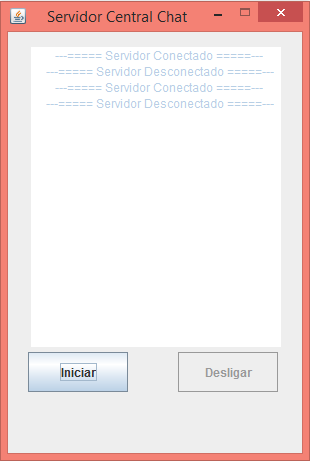 Servidor Central Chat
---===== Servidor Conectado =====---
---===== Servidor Desconectado =====---
---===== Servidor Conectado =====---
---===== Servidor Desconectado =====---
Iniciar Desligar